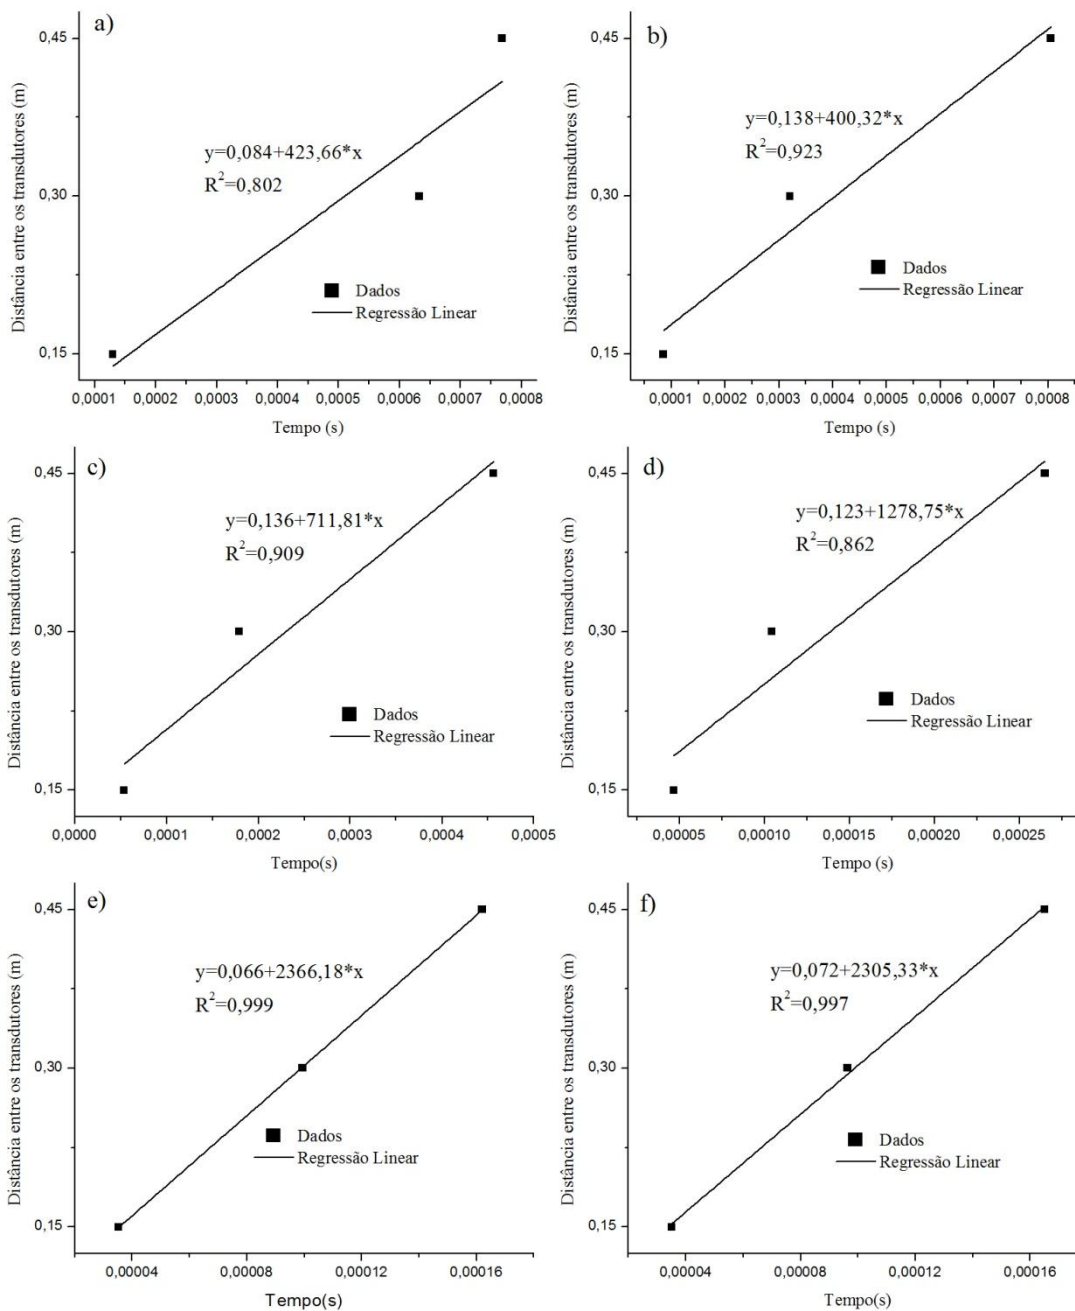 a)
Distância entre os transdutores (m)
0,45
0,30
0,15
y=0,084+423,66*x
R²=0,802
Dados
Regressão Linear
0,0001 0,0002 0,0003 0,0004 0,0005 0,0006 0,0007 0,0008
Tempo (s)
b)
Distância entre os transdutores (m)
0,45
0,30
0,15
y=0,138+400,32*x
R²=0,923
Dados
Regressão Linear
0,0001 0,0002 0,0003 0,0004 0,0005 0,0006 0,0007 0,0008
Tempo (s)
c)
Distância entre os transdutores (m)
0,45
0,30
0,15
y=0,136+711,81*x
R²=0,909
Dados
Regressão Linear
0,0000 0,0001 0,0002 0,0003 0,0004 0,0005
Tempo(s)
d)
Distância entre os transdutores (m)
0,45
0,30
0,15
y=0,123+1278,75*x
R²=0,862
Dados
Regressão Linear
0,00005 0,00010 0,00015 0,00020 0,00025
Tempo (s)
e)
Distância entre os transdutores (m)
0,45
0,30
0,15
y=0,066+2366,18*x
R²=0,999
Dados
Regressão Linear
0,00004 0,00008 0,00012 0,00016
Tempo(s)
f)
Distância entre os transdutores (m)
0,45
0,30
0,15
y=0,072+2305,33*x
R²=0,997
Dados
Regressão Linear
0,00004 0,00008 0,00012 0,00016
Tempo(s)